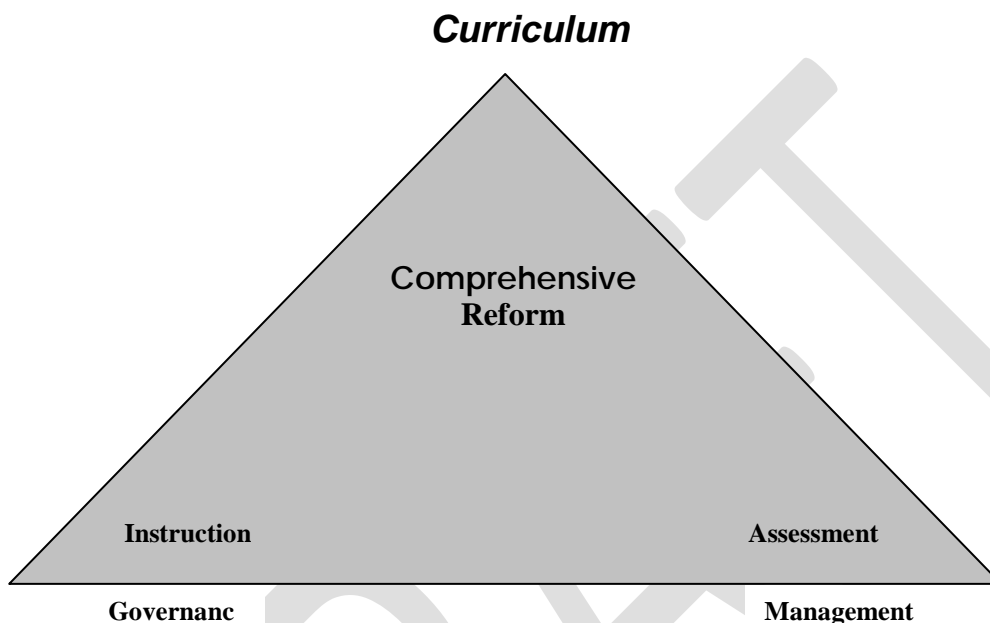 Curriculum
Comprehensive
Reform
Instruction Assessment
Governanc Management